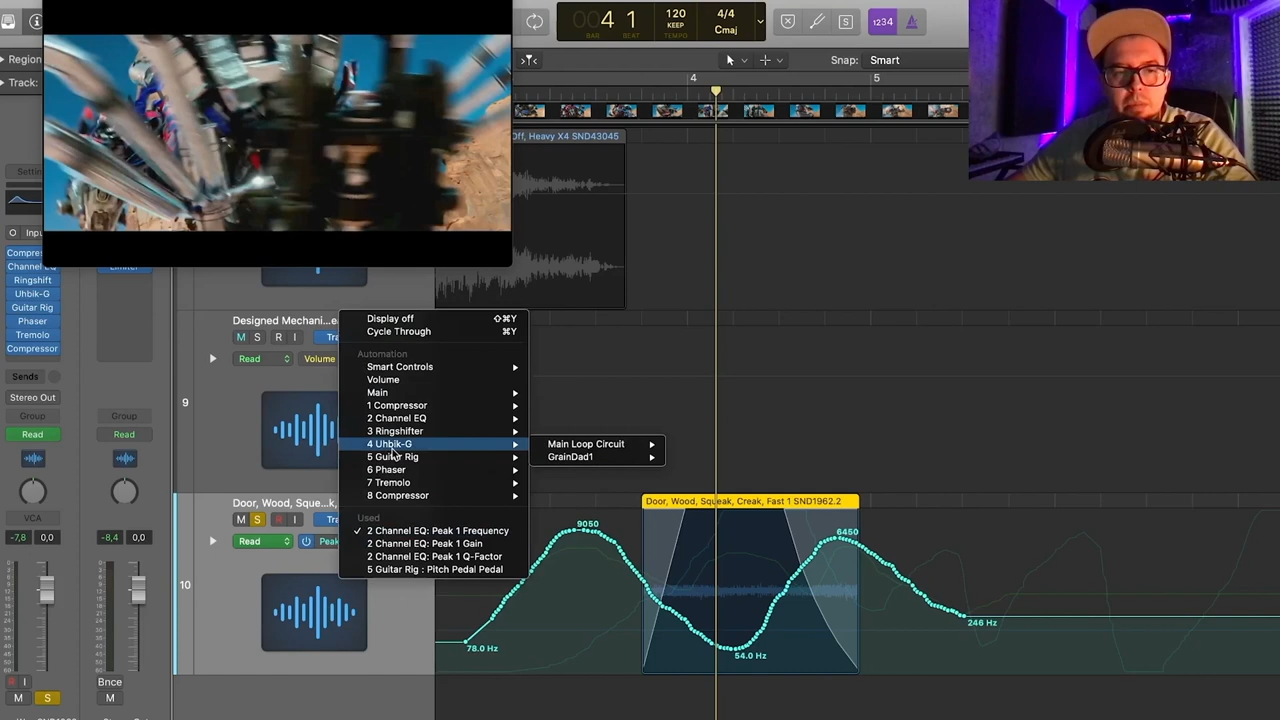 4 1
BAR BEAT
120
TEMPO
4/4
Cmaj
1234
S
Region
Track:
Snap: Smart
4 5
Off, Heavy X4 SND43045
Input
Channel EQ
Ringshift
Uhbik-G
Guitar Rig
Phaser
Tremolo
Compressor
Limiter
Sends
Stereo Out
Group
Group
Read
Read
VCA
-7,8 0,0
-8,4 0,0
R I
M S
Bnce
M
Designed Mechani...
M S R I
Read Volume
9
Door, Wood, Sque...
M S R I
Read
10
Display off ⇧⌘Y
Cycle Through ⌘Y
Automation
Smart Controls
Volume
Main
1 Compressor
2 Channel EQ
3 Ringshifter
4 Uhbik-G
5 Guitar Rig
6 Phaser
7 Tremolo
8 Compressor
Used
✓ 2 Channel EQ: Peak 1 Frequency
2 Channel EQ: Peak 1 Gain
2 Channel EQ: Peak 1 Q-Factor
5 Guitar Rig : Pitch Pedal Pedal
Main Loop Circuit
GrainDad1
Door, Wood, Squeak, Creak, Fast 1 SND1962.2
9050
6450
78.0 Hz
54.0 Hz
246 Hz